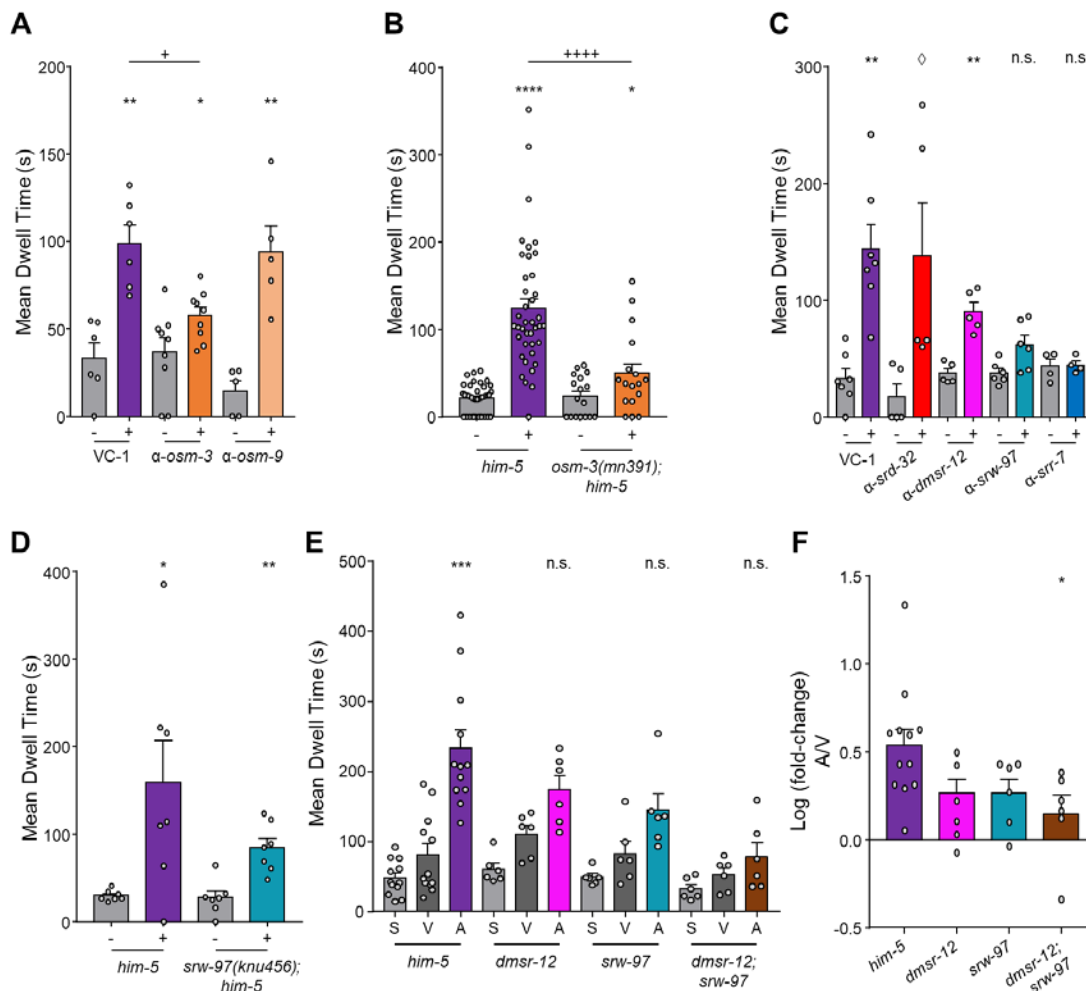 A
Mean Dwell Time (s)
200
150
100
50
0
+
** * **
- + - + - +
VC-1 α-osm-3 α-osm-9
B
Mean Dwell Time (s)
400
300
200
100
0
++++
**** *
- + - +
him-5 osm-3(mn391);
him-5
C
Mean Dwell Time (s)
300
200
100
0
** ◊ ** n.s. n.s
- + - + - + - + - +
VC-1 α-srd-32 α-dmsr-12 α-srw-97 α-srr-7
D
Mean Dwell Time (s)
400
300
200
100
0
* **
- + - +
him-5 srw-97(knu456);
him-5
E
Mean Dwell Time (s)
500
400
300
200
100
0
*** n.s. n.s. n.s.
S V A S V A S V A S V A
him-5 dmsr-12 srw-97 dmsr-12;
srw-97
F
Log (fold-change)
A/V
1.5
1.0
0.5
0.0
-0.5
*
him-5 dmsr-12 srw-97 dmsr-12;
srw-97